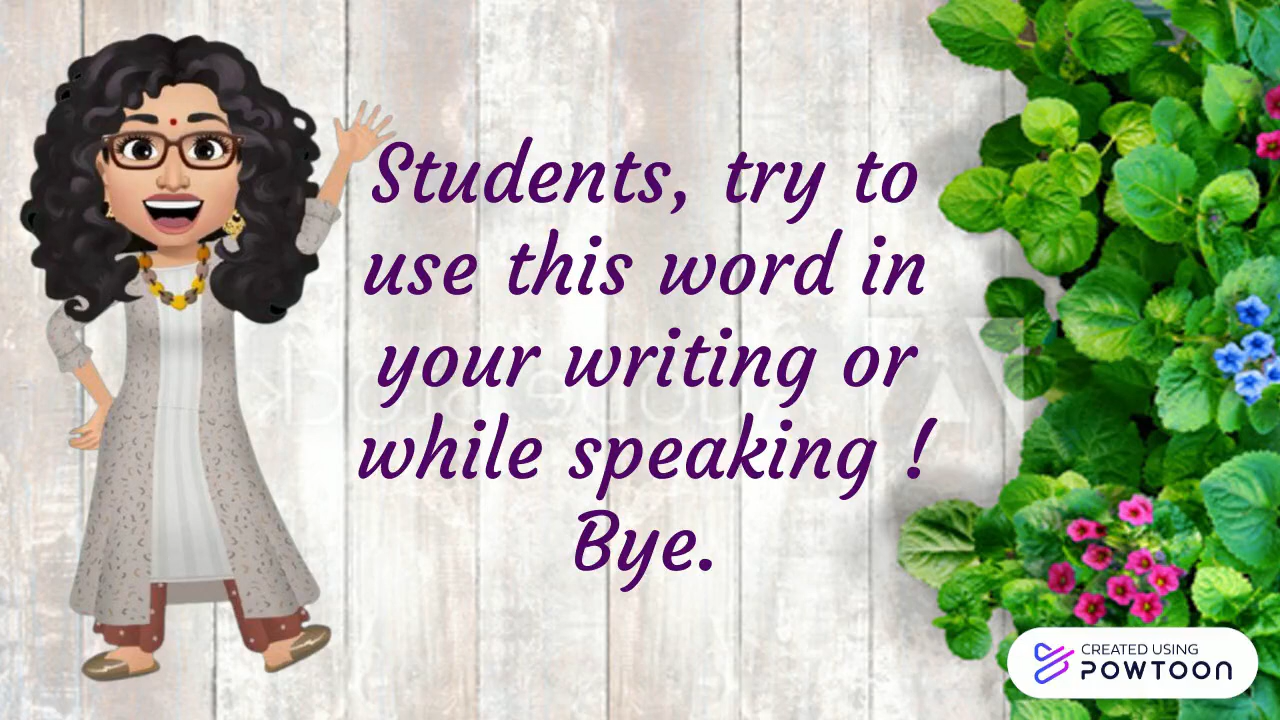 Students, try to
use this word in
your writing or
while speaking !
Bye.
CREATED USING
POWTOON